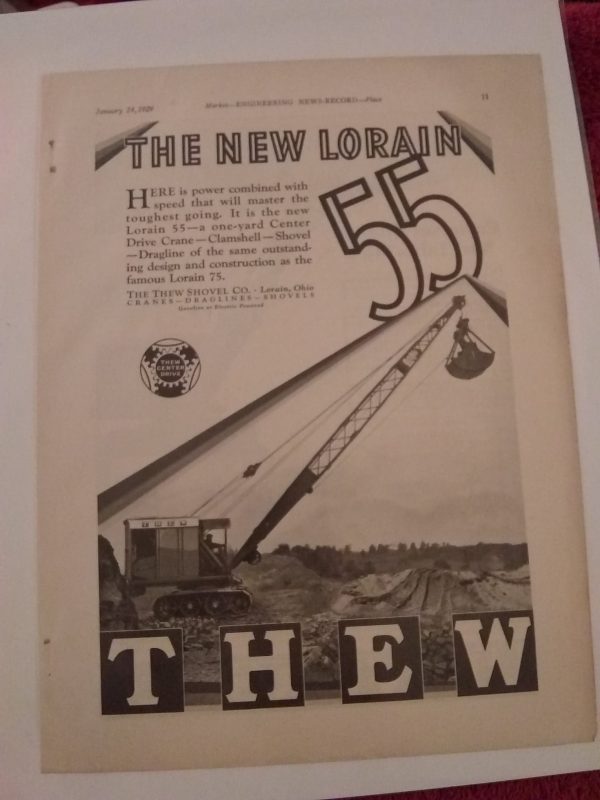 January 24, 1929
Market—ENGINEERING NEWS-RECORD—Place
11
THE NEW LORAIN
55
HERE is power combined with
speed that will master the
toughest going. It is the new
Lorain 55—a one-yard Center
Drive Crane—Clamshell—Shovel
—Dragline of the same outstand-
ing design and construction as the
famous Lorain 75.
THE THEW SHOVEL CO. - Lorain, Ohio
CRANES—DRAGLINES—SHOVELS
Gasoline or Electric Powered
THEW
CENTER
DRIVE
THEW
THEW